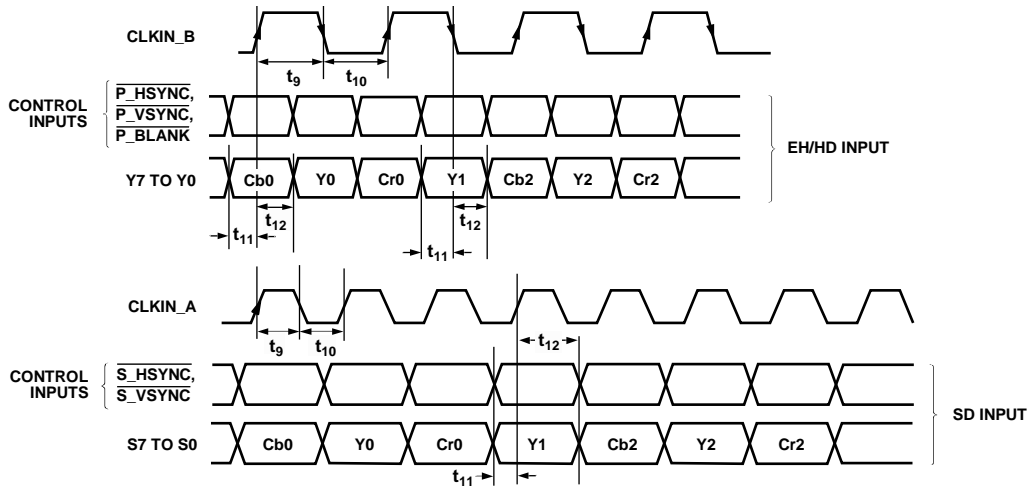 CLKIN_B
t9
t10
CONTROL
INPUTS
P_HSYNC,
P_VSYNC,
P_BLANK
EH/HD INPUT
Y7 TO Y0
Cb0
Y0
Cr0
Y1
Cb2
Y2
Cr2
t12
t12
t11
t11
CLKIN_A
t9
t10
t12
CONTROL
INPUTS
S_HSYNC,
S_VSYNC
SD INPUT
S7 TO S0
Cb0
Y0
Cr0
Y1
Cb2
Y2
Cr2
t11